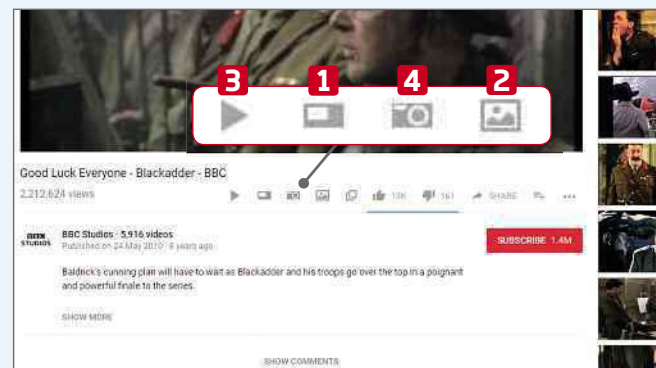 3 1 4 2
Good Luck Everyone - Blackadder - BBC
2,212,624 views 13K 161 SHARE
BBC STUDIOS
BBC Studios · 5,916 videos
Published on 24 May 2010 · 8 years ago
SUBSCRIBE 1.4M
Baldrick's cunning plan will have to wait as Blackadder and his troops go over the top in a poignant
and powerful finale to the series.
SHOW MORE
SHOW COMMENTS